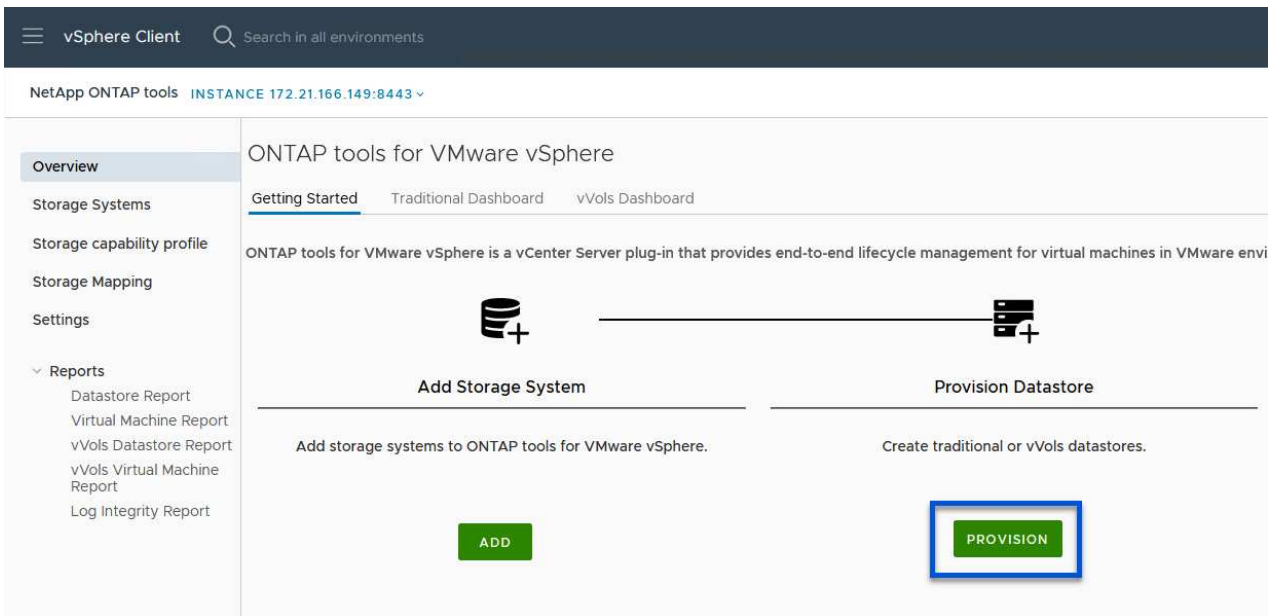 vSphere Client
Search in all environments
NetApp ONTAP tools INSTANCE 172.21.166.149:8443
Overview
Storage Systems
Storage capability profile
Storage Mapping
Settings
Reports
Datastore Report
Virtual Machine Report
vVols Datastore Report
vVols Virtual Machine
Report
Log Integrity Report
ONTAP tools for VMware vSphere
Getting Started Traditional Dashboard vVols Dashboard
ONTAP tools for VMware vSphere is a vCenter Server plug-in that provides end-to-end lifecycle management for virtual machines in VMware envi
Add Storage System
Add storage systems to ONTAP tools for VMware vSphere.
ADD
Provision Datastore
Create traditional or vVols datastores.
PROVISION